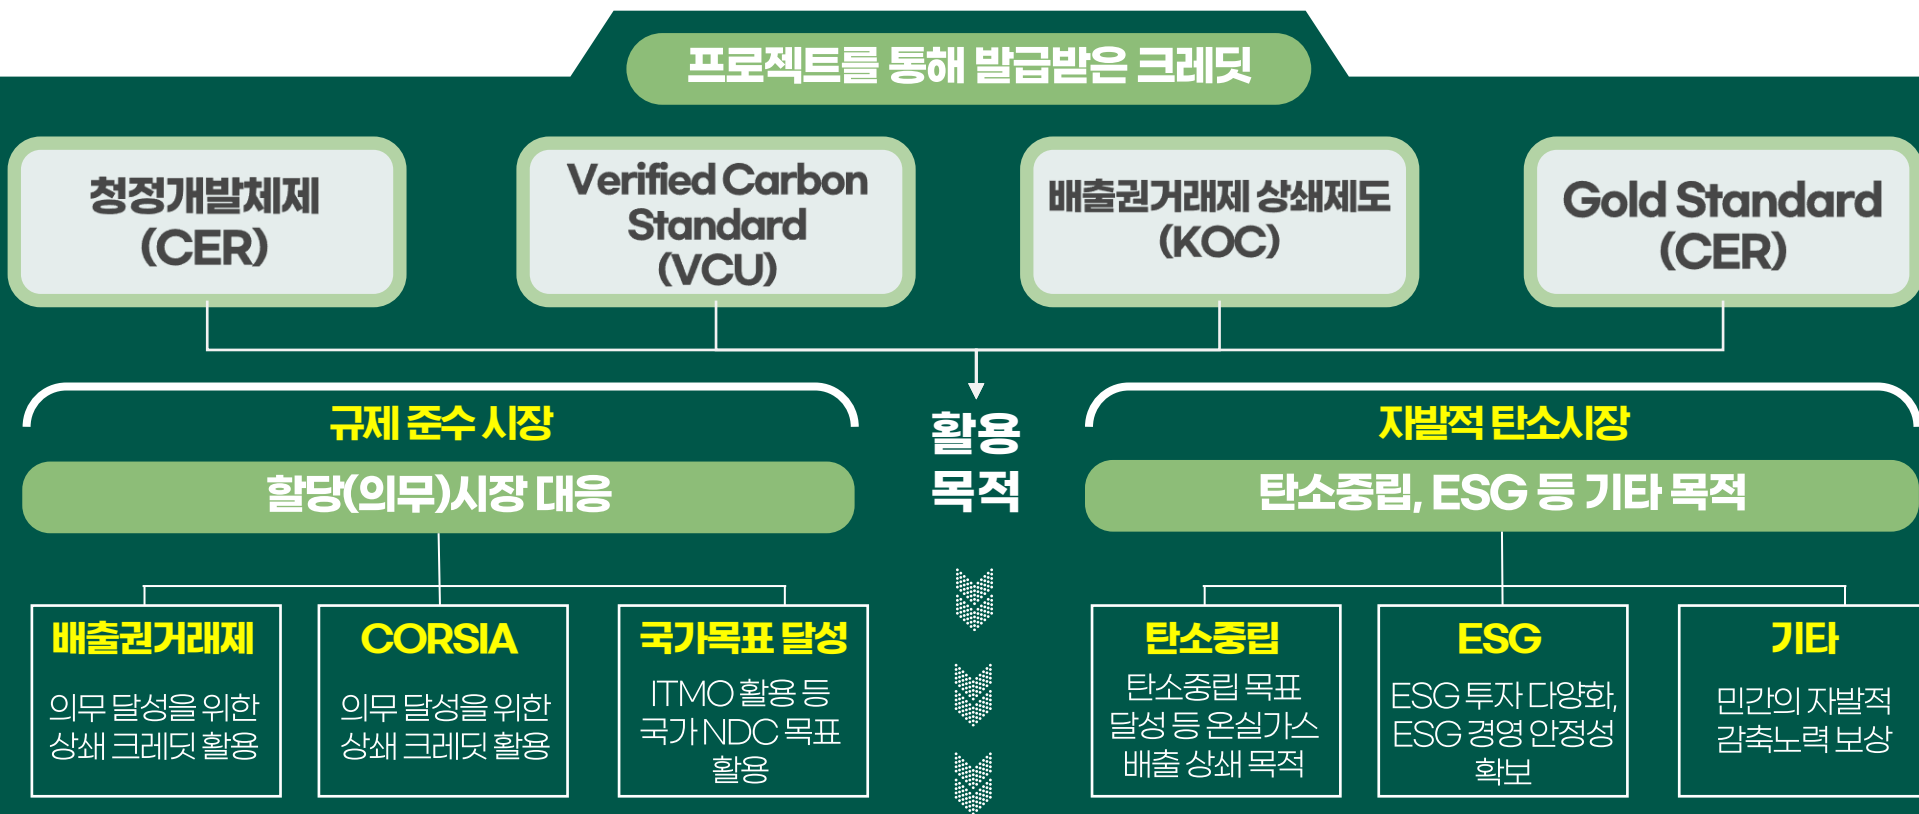 프로젝트를 통해 발급받은 크레딧
청정개발체제
(CER)
Verified Carbon
Standard
(VCU)
배출권거래제 상쇄제도
(KOC)
Gold Standard
(CER)
규제 준수 시장
할당(의무)시장 대응
활용
목적
자발적 탄소시장
탄소중립, ESG 등 기타 목적
배출권거래제
의무 달성을 위한
상쇄 크레딧 활용
CORSIA
의무 달성을 위한
상쇄 크레딧 활용
국가목표 달성
ITMO 활용 등
국가 NDC 목표
활용
탄소중립
탄소중립 목표
달성 등 온실가스
배출 상쇄 목적
ESG
ESG 투자 다양화,
ESG 경영 안정성
확보
기타
민간의 자발적
감축노력 보상